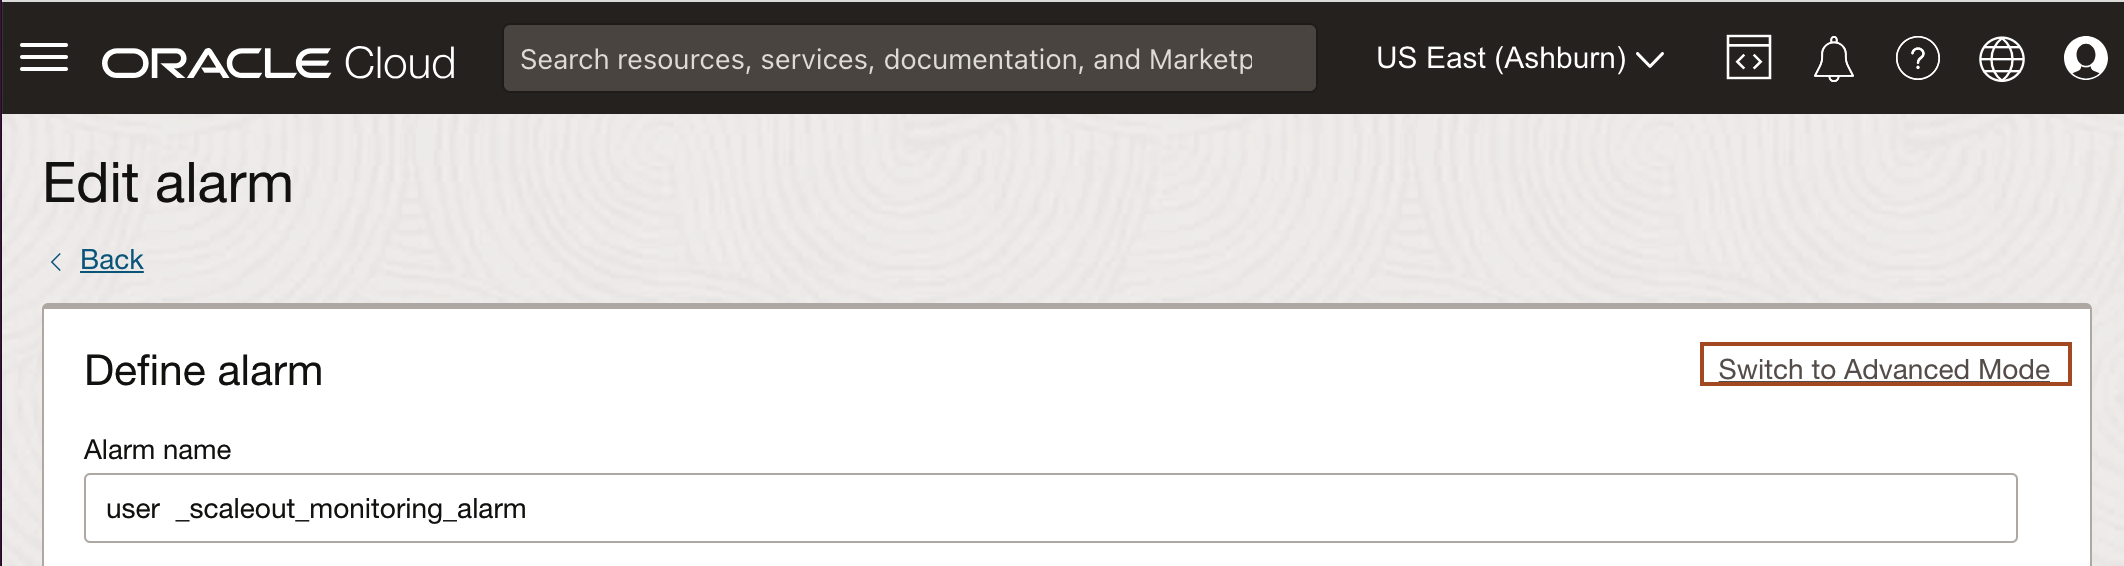 ORACLE Cloud
Search resources, services, documentation, and Marketp
US East (Ashburn)
Edit alarm
Back
Define alarm
Switch to Advanced Mode
Alarm name
user _scaleout_monitoring_alarm